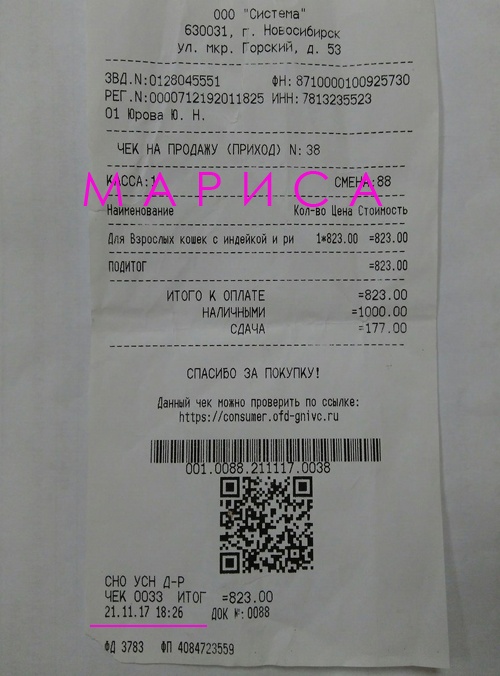 ООО "Система"
630031, г. Новосибирск
ул. мкр. Горский, д. 53
ЗВД.N:0128045551 ФН: 8710000100925730
РЕГ.N:0000712192011825 ИНН: 7813235523
01 Юрова Ю. Н.
ЧЕК НА ПРОДАЖУ (ПРИХОД) N: 38
КАССА:1 СМЕНА:88
МАРИСА
Наименование Кол-во Цена Стоимость
Для Взрослых кошек с индейкой и ри 1*823.00 =823.00
ПОДИТОГ =823.00
ИТОГО К ОПЛАТЕ =823.00
НАЛИЧНЫМИ =1000.00
СДАЧА =177.00
СПАСИБО ЗА ПОКУПКУ!
Данный чек можно проверить по ссылке:
https://consumer.ofd-gnivc.ru
001.0088.211117.0038
СНО УСН Д-Р
ЧЕК 0033 ИТОГ =823.00
21.11.17 18:26 ДОК №:0088
ФД 3783 ФП 4084723559